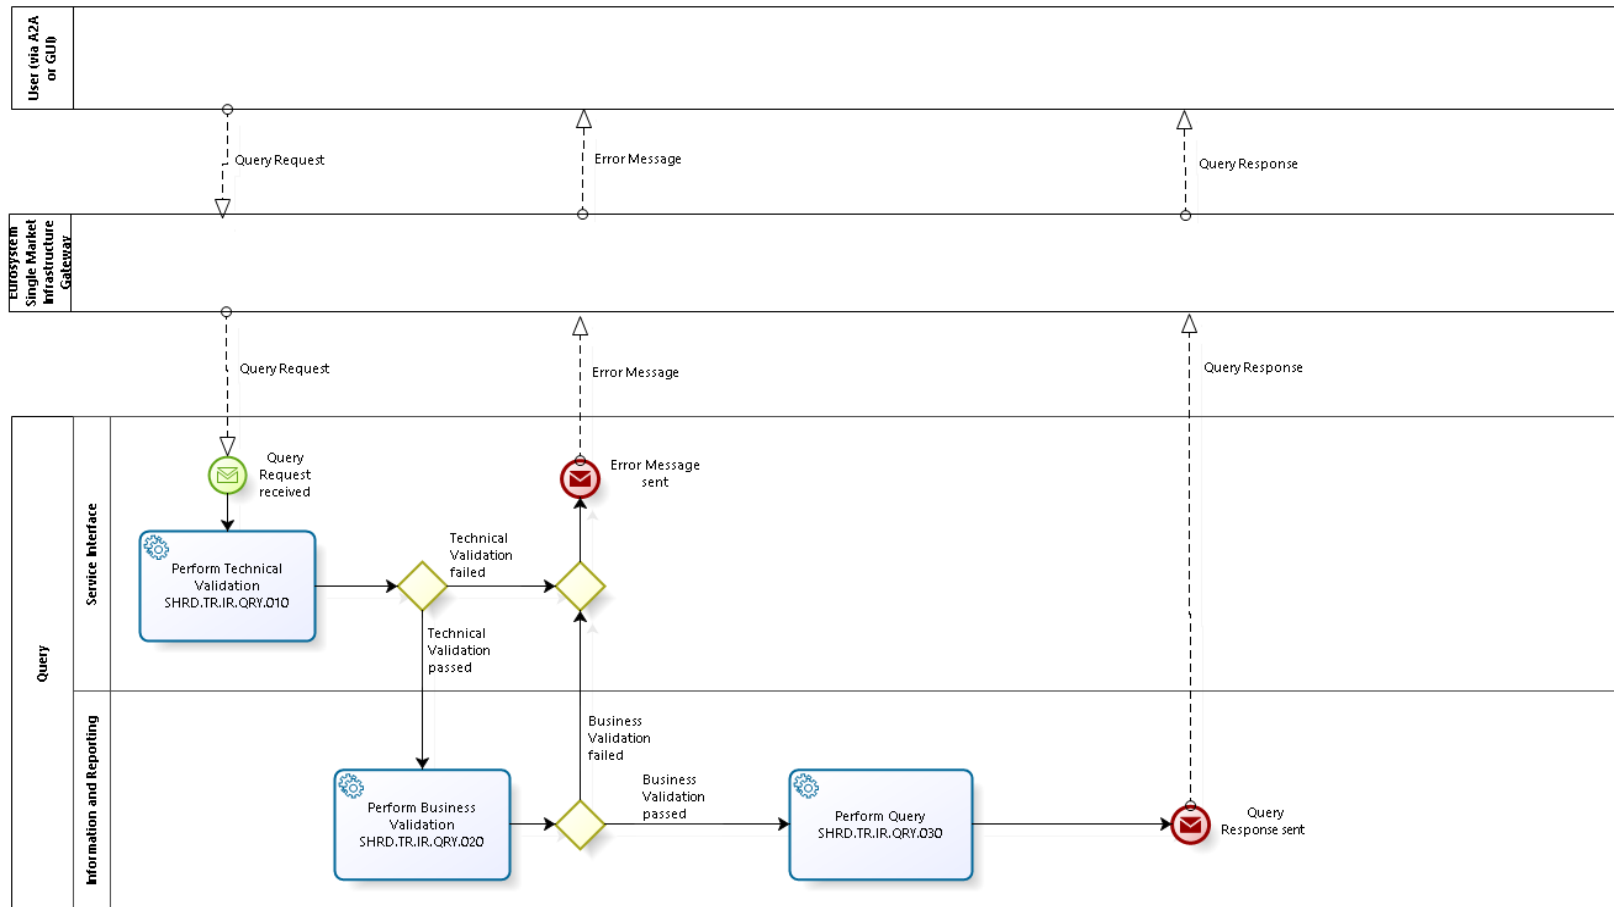 User (via A2A
or GUI)
Query Request
Error Message
Query Response
Eurosystem
Single Market
Infrastructure
Gateway
Query Request
Error Message
Query Response
Query
Service Interface
Query
Request
received
Error Message
sent
Perform Technical
Validation
SHRD.TR.IR.QRY.010
Technical
Validation
failed
Technical
Validation
passed
Information and Reporting
Business
Validation
failed
Business
Validation
passed
Perform Business
Validation
SHRD.TR.IR.QRY.020
Perform Query
SHRD.TR.IR.QRY.030
Query
Response sent